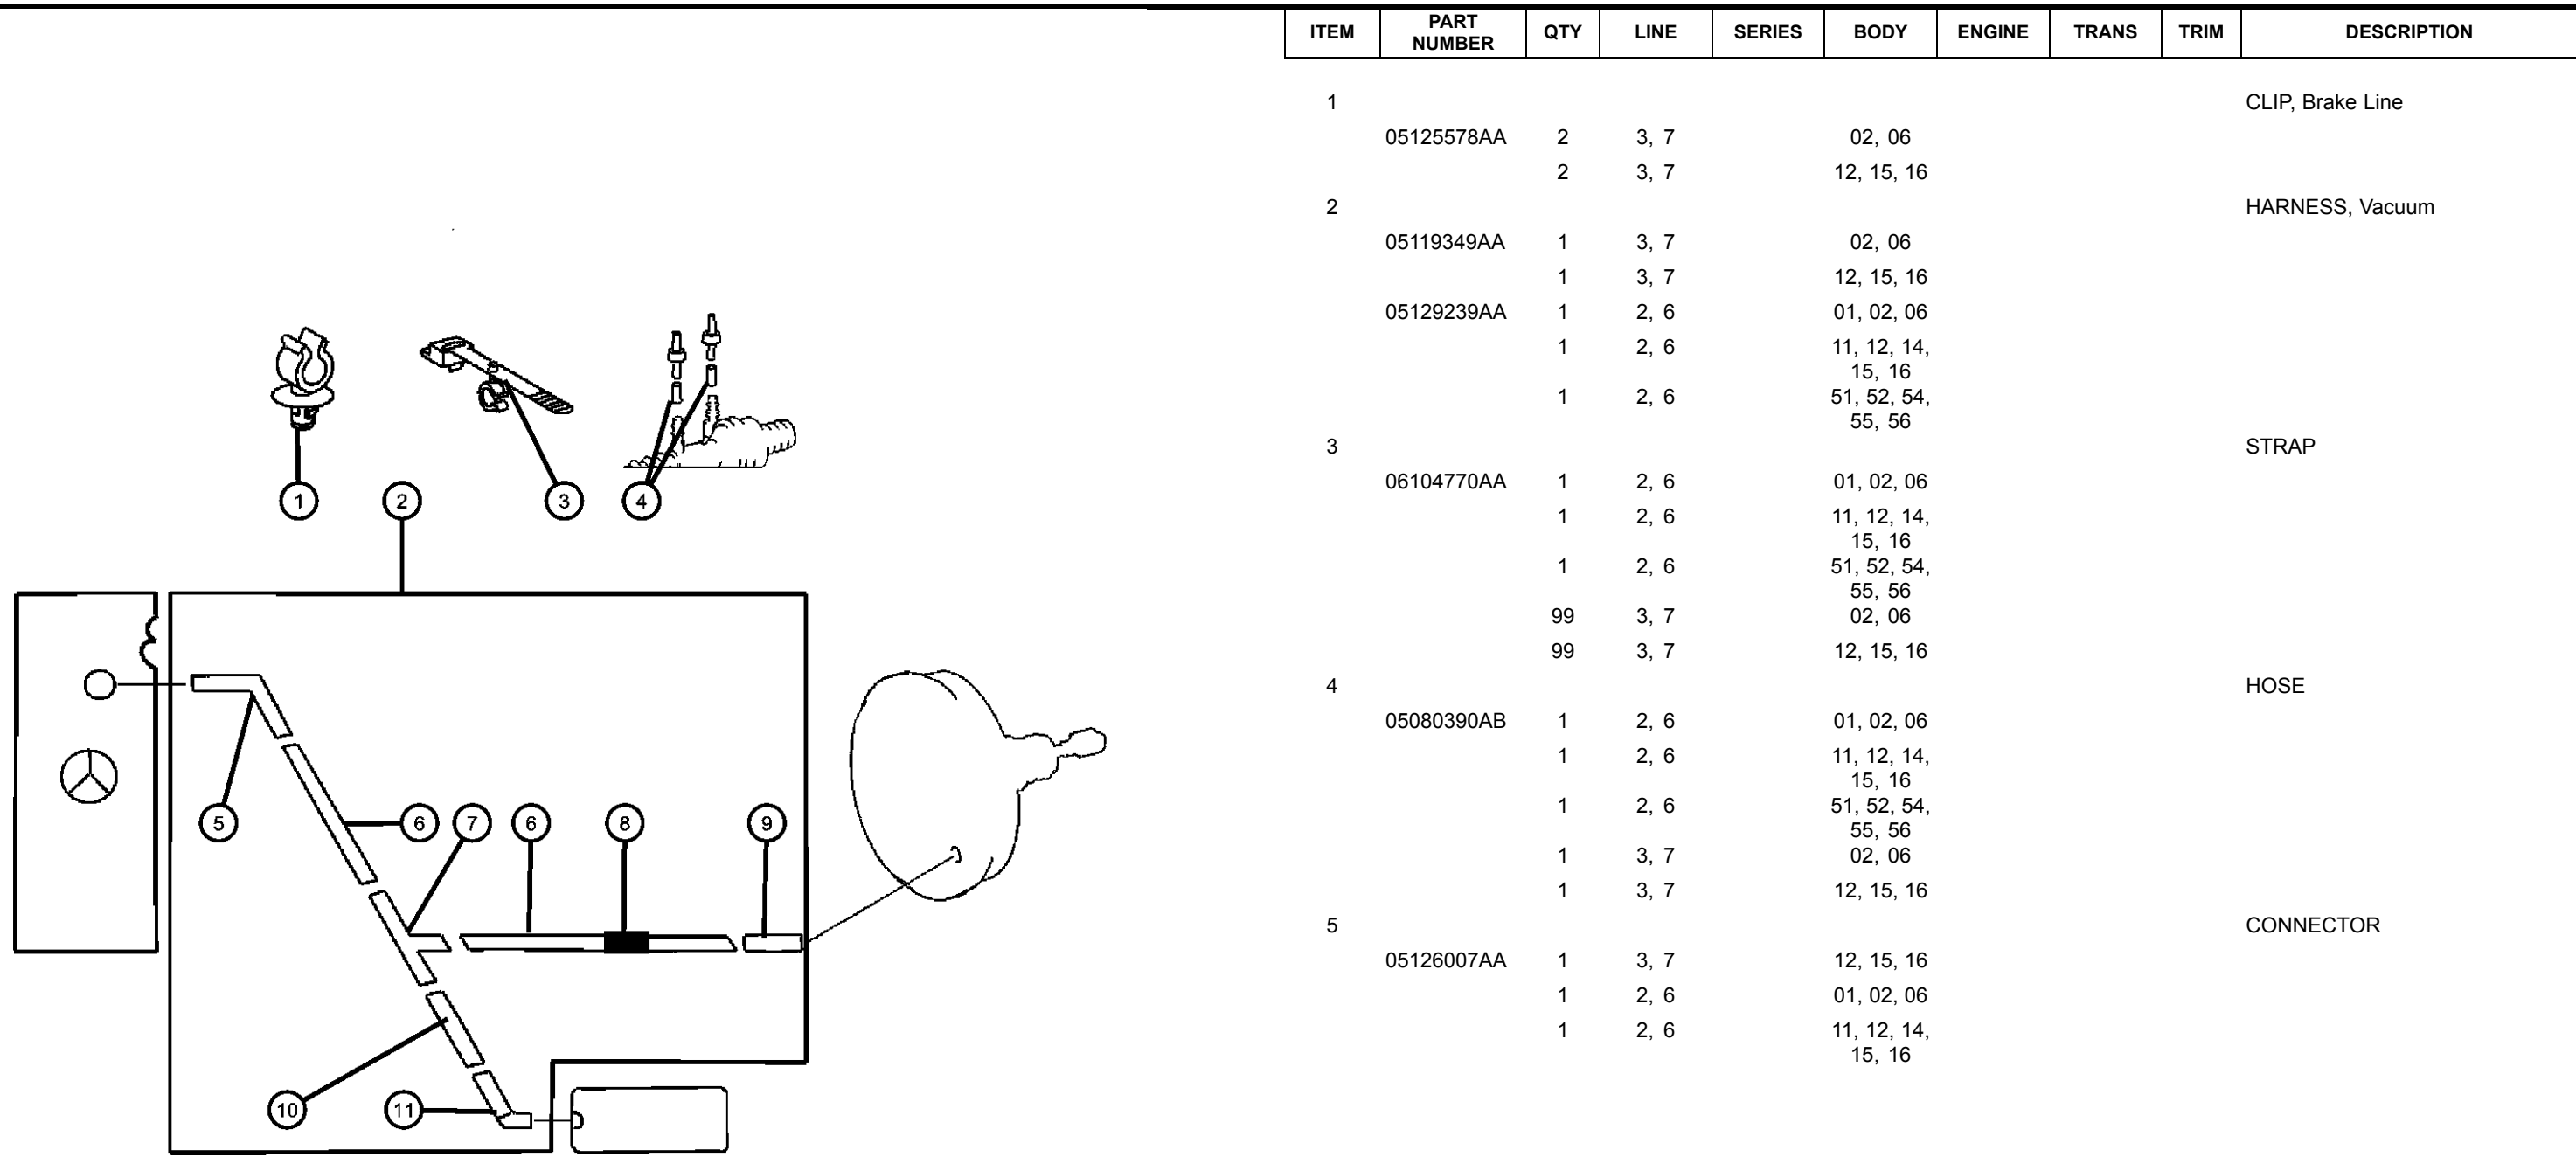 ITEM PART NUMBER QTY LINE SERIES BODY ENGINE TRANS TRIM DESCRIPTION
1 CLIP, Brake Line
05125578AA 2 3, 7 02, 06
2 3, 7 12, 15, 16
2 HARNESS, Vacuum
05119349AA 1 3, 7 02, 06
1 3, 7 12, 15, 16
05129239AA 1 2, 6 01, 02, 06
1 2, 6 11, 12, 14,
15, 16
1 2, 6 51, 52, 54,
55, 56
3 STRAP
06104770AA 1 2, 6 01, 02, 06
1 2, 6 11, 12, 14,
15, 16
1 2, 6 51, 52, 54,
55, 56
99 3, 7 02, 06
99 3, 7 12, 15, 16
4 HOSE
05080390AB 1 2, 6 01, 02, 06
1 2, 6 11, 12, 14,
15, 16
1 2, 6 51, 52, 54,
55, 56
1 3, 7 02, 06
1 3, 7 12, 15, 16
5 CONNECTOR
05126007AA 1 3, 7 12, 15, 16
1 2, 6 01, 02, 06
1 2, 6 11, 12, 14,
15, 16
1 2 3 4
5 6 7 6 8 9
10 11